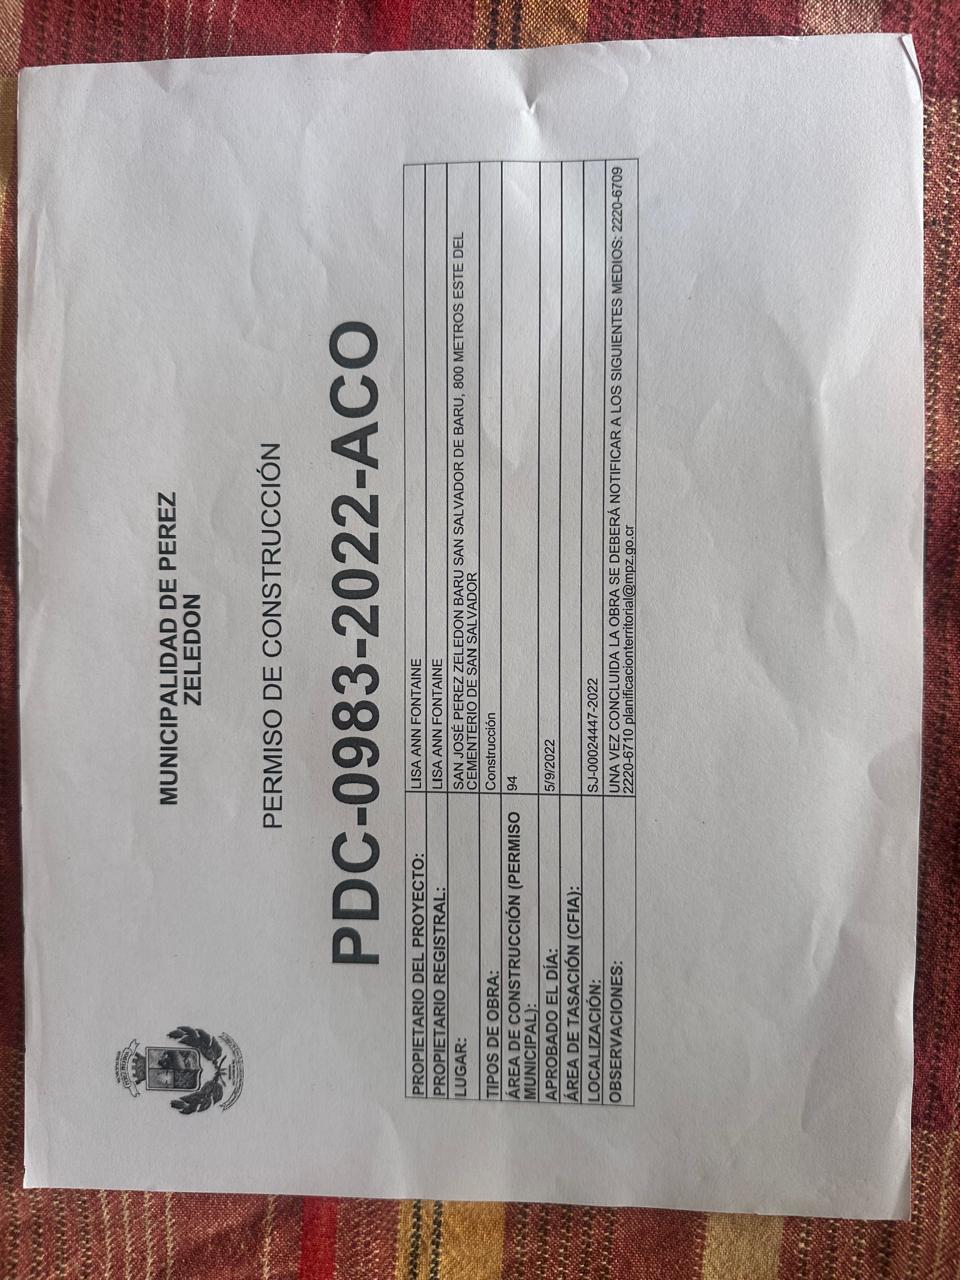 MUNICIPALIDAD DE PEREZ
ZELEDON
PERMISO DE CONSTRUCCIÓN
PDC-0983-2022-ACO
PROPIETARIO DEL PROYECTO: LISA ANN FONTAINE
PROPIETARIO REGISTRAL: LISA ANN FONTAINE
LUGAR: SAN JOSÉ PEREZ ZELEDON BARU SAN SALVADOR DE BARU, 800 METROS ESTE DEL
CEMENTERIO DE SAN SALVADOR
TIPOS DE OBRA: Construcción
ÁREA DE CONSTRUCCIÓN (PERMISO
MUNICIPAL): 94
APROBADO EL DÍA: 5/9/2022
ÁREA DE TASACIÓN (CFIA):
LOCALIZACIÓN: SJ-00024447-2022
OBSERVACIONES: UNA VEZ CONCLUIDA LA OBRA SE DEBERÁ NOTIFICAR A LOS SIGUIENTES MEDIOS: 2220-6709
2220-6710 planificacionterritorial@mpz.go.cr